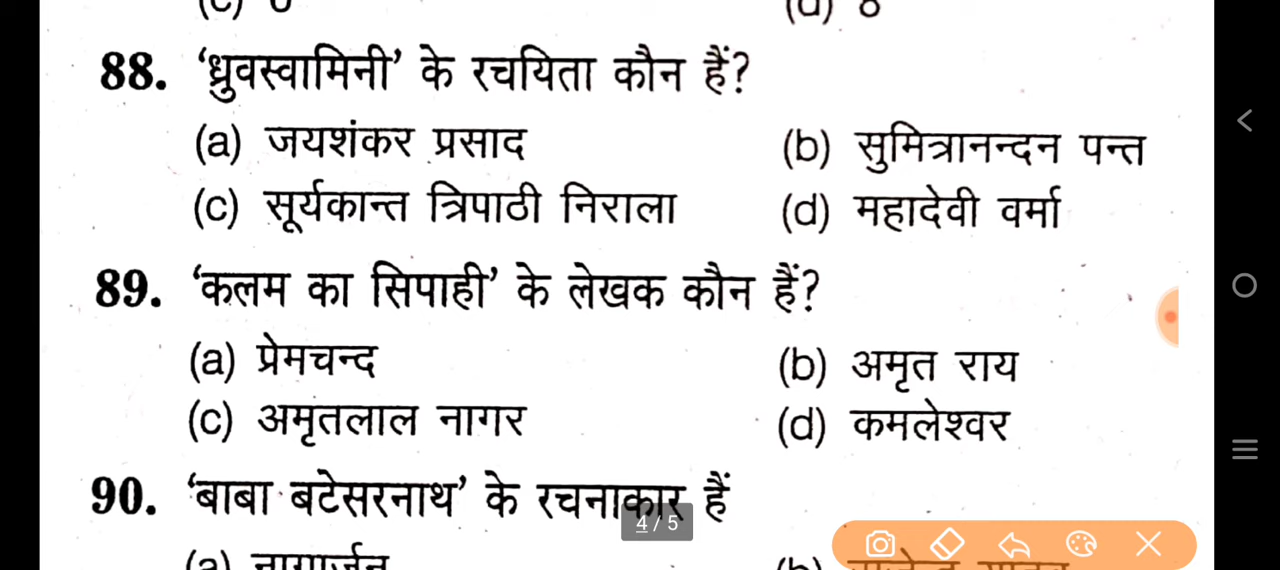 88. ‘ध्रुवस्वामिनी’ के रचयिता कौन हैं?
(a) जयशंकर प्रसाद (b) सुमित्रानन्दन पन्त
(c) सूर्यकान्त त्रिपाठी निराला (d) महादेवी वर्मा
89. ‘कलम का सिपाही’ के लेखक कौन हैं?
(a) प्रेमचन्द (b) अमृत राय
(c) अमृतलाल नागर (d) कमलेश्वर
90. ‘बाबा बटेसरनाथ’ के रचनाकार हैं
4 / 5
(a) नागार्जुन